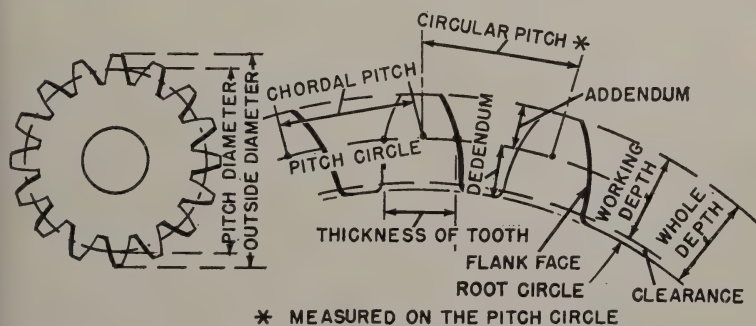 CIRCULAR PITCH *
CHORDAL PITCH
ADDENDUM
PITCH DIAMETER
OUTSIDE DIAMETER
PITCH CIRCLE
DEDENDUM
WORKING
DEPTH
WHOLE
DEPTH
THICKNESS OF TOOTH
FLANK FACE
ROOT CIRCLE
CLEARANCE
* MEASURED ON THE PITCH CIRCLE